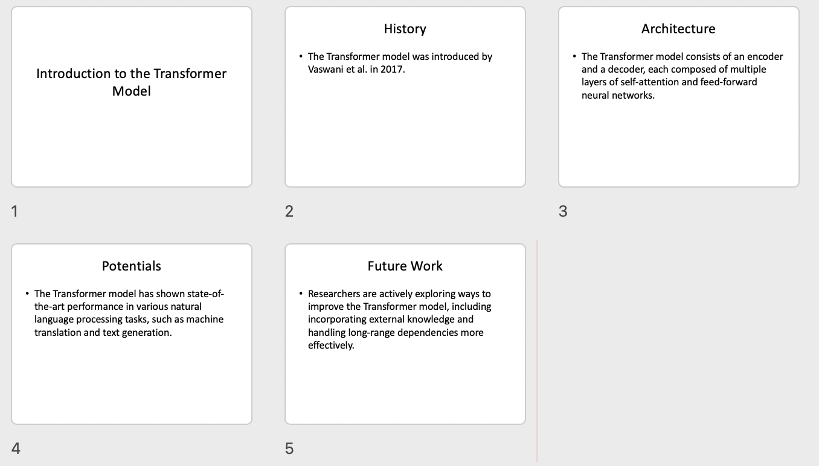 Introduction to the Transformer
Model
1
History
• The Transformer model was introduced by
Vaswani et al. in 2017.
2
Architecture
• The Transformer model consists of an encoder
and a decoder, each composed of multiple
layers of self-attention and feed-forward
neural networks.
3
Potentials
• The Transformer model has shown state-of-
the-art performance in various natural
language processing tasks, such as machine
translation and text generation.
4
Future Work
• Researchers are actively exploring ways to
improve the Transformer model, including
incorporating external knowledge and
handling long-range dependencies more
effectively.
5